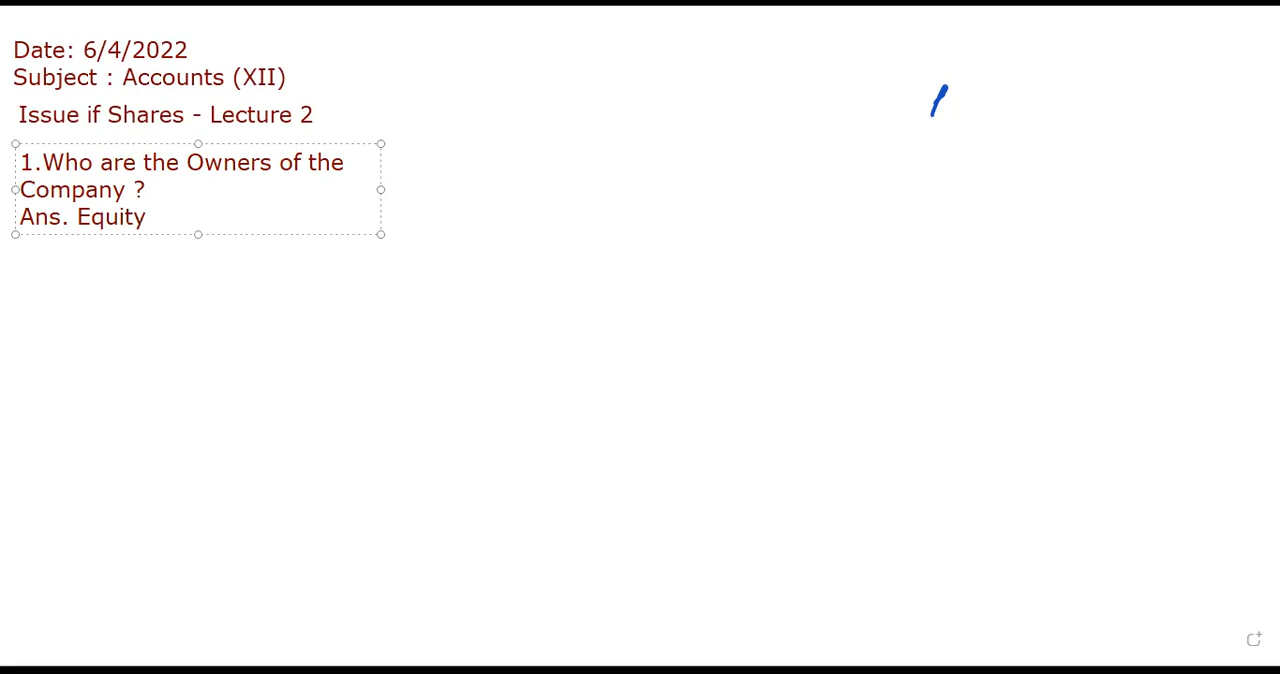 Date: 6/4/2022
Subject : Accounts (XII)
Issue if Shares - Lecture 2
1.Who are the Owners of the
Company ?
Ans. Equity